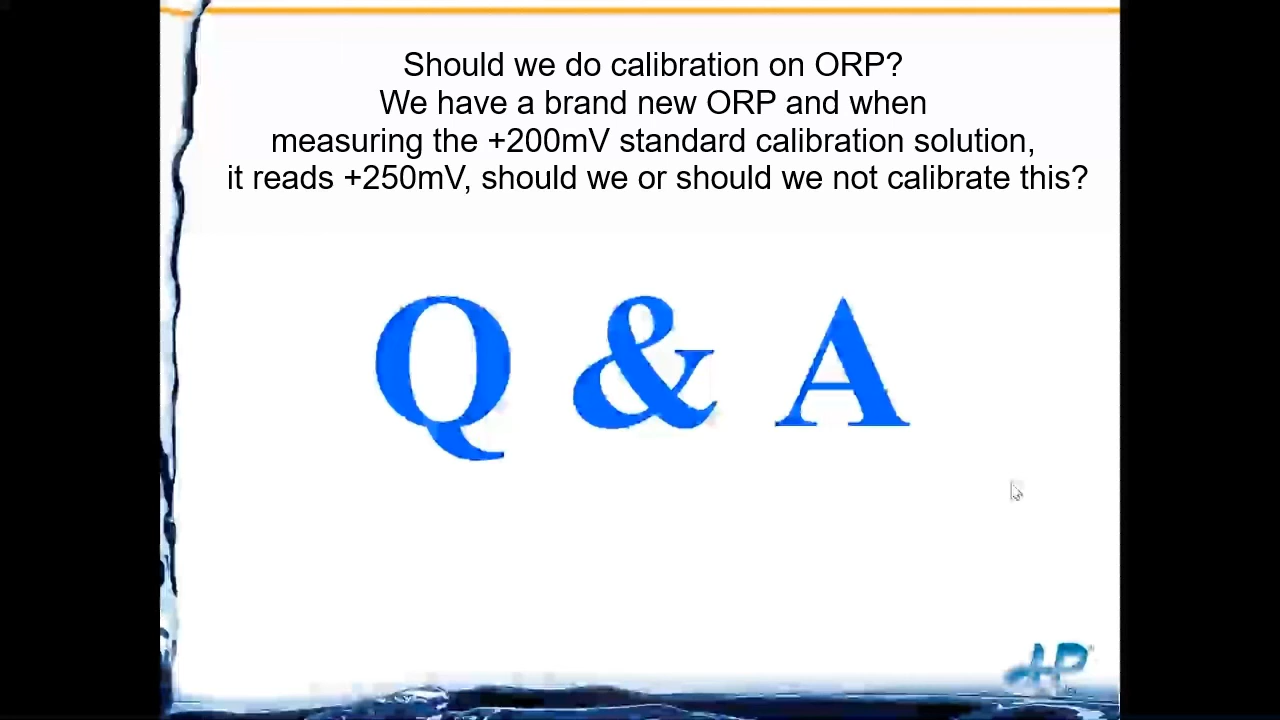 Should we do calibration on ORP?
We have a brand new ORP and when
measuring the +200mV standard calibration solution,
it reads +250mV, should we or should we not calibrate this?
Q & A